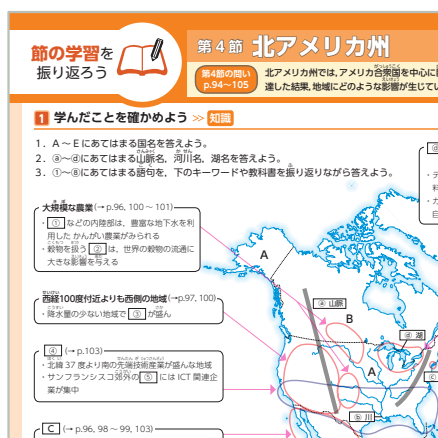 節の学習を
振り返ろう
第4節 北アメリカ州
第4節の問い
p.94～105
北アメリカ州では、アメリカ合衆国を中心に
達した結果、地域にどのような影響が生じてい
1 学んだことを確かめよう ≫ 知識
1. A～Eにあてはまる国名を答えよう。
2. ⓐ～ⓓにあてはまる山脈名、河川名、湖名を答えよう。
3. ①～⑧にあてはまる語句を、下のキーワードや教科書を振り返りながら答えよう。
大規模な農業(→p.96, 100～101)
・①などの内陸部は、豊富な地下水を利
用した かんがい農業がみられる
・穀物を扱う②は、世界の穀物の流通に
大きな影響を与える
西経100度付近よりも西側の地域(→p.97, 100)
・降水量の少ない地域で③が盛ん
④(→p.103)
・北緯37度より南の先端技術産業が盛んな地域
・サンフランシスコ郊外の⑤にはICT関連企
業が集中
C(→p.96, 98～99, 103)
A
ⓐ山脈
B
ⓓ湖
A
ⓑ川